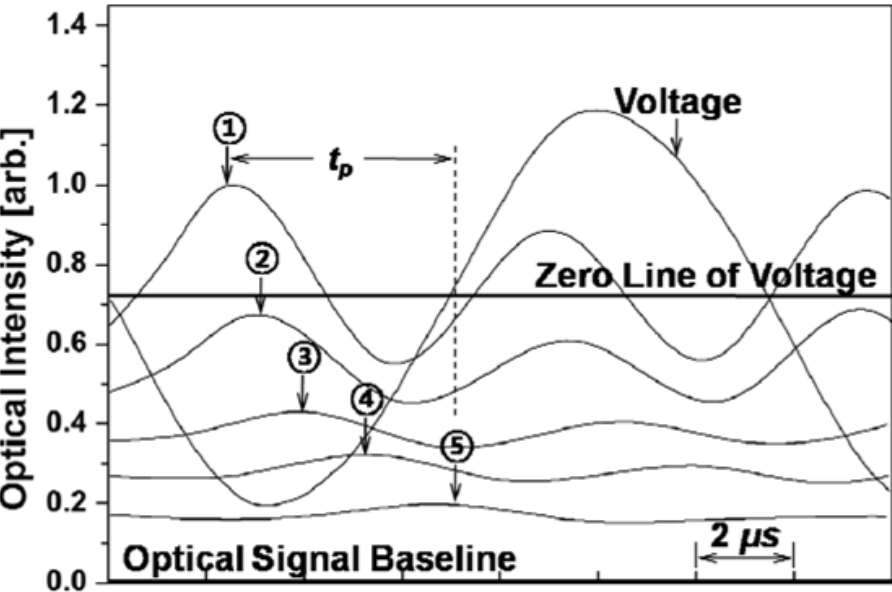 Optical Intensity [arb.]
1.4
1.2
1.0
0.8
0.6
0.4
0.2
0.0
①
tp
Voltage
②
Zero Line of Voltage
③
④
⑤
2 μs
Optical Signal Baseline